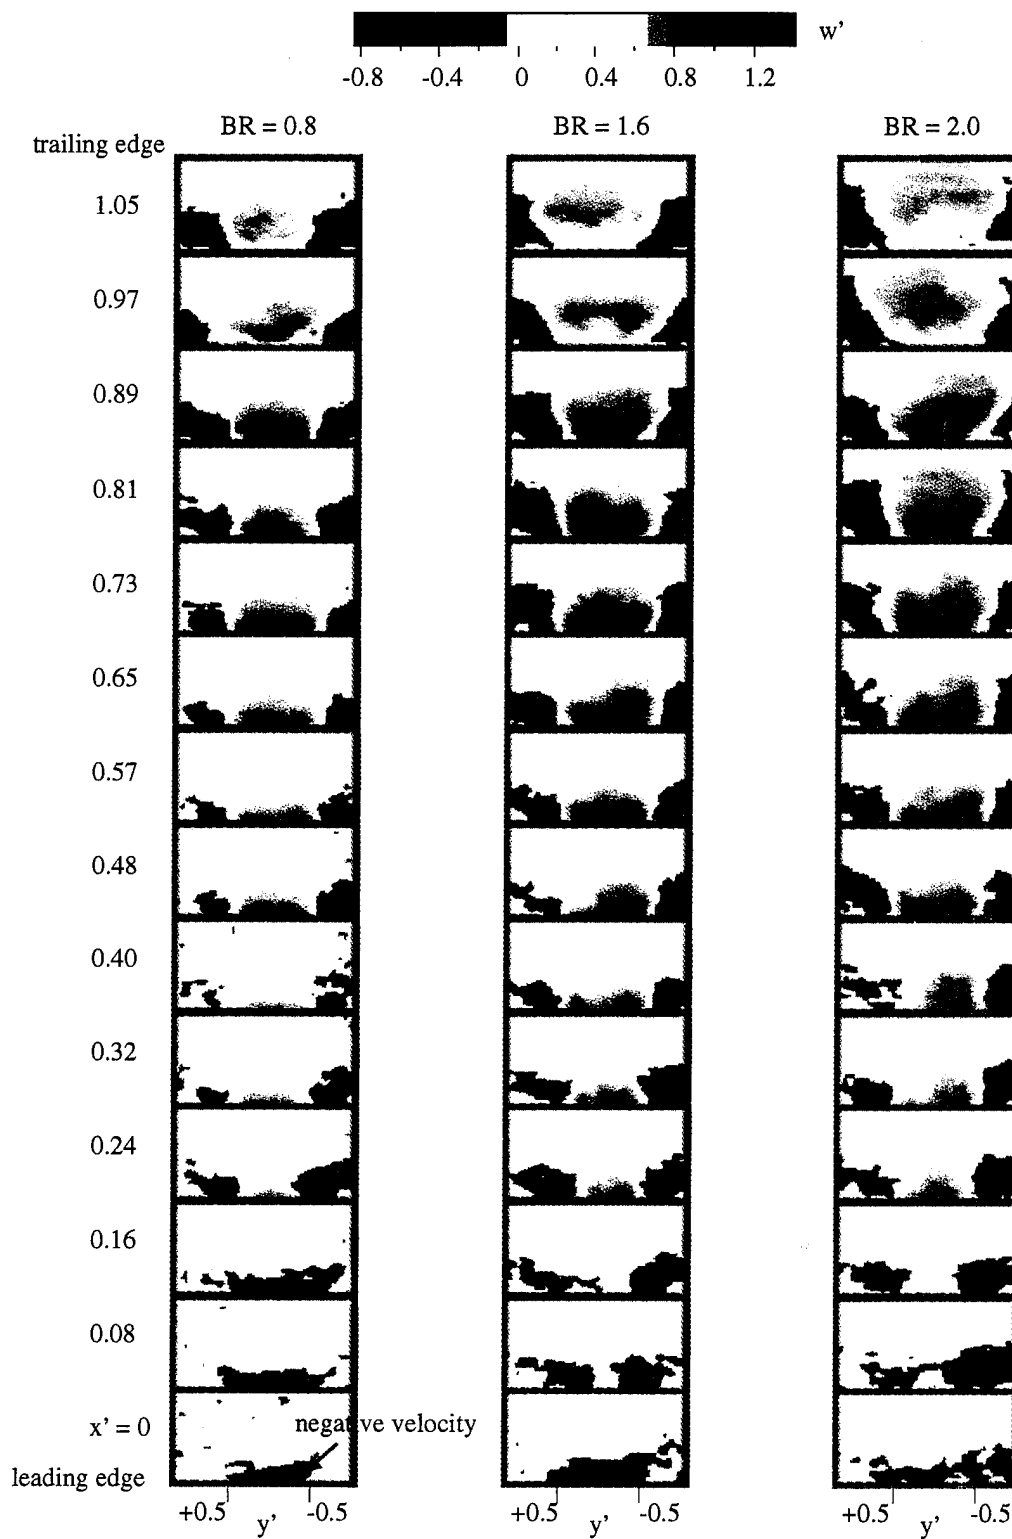 w'
-0.8 -0.4 0 0.4 0.8 1.2
BR = 0.8 BR = 1.6 BR = 2.0
trailing edge
1.05
0.97
0.89
0.81
0.73
0.65
0.57
0.48
0.40
0.32
0.24
0.16
0.08
x' = 0
negative velocity
leading edge
+0.5 y' -0.5 +0.5 y' -0.5 +0.5 y' -0.5